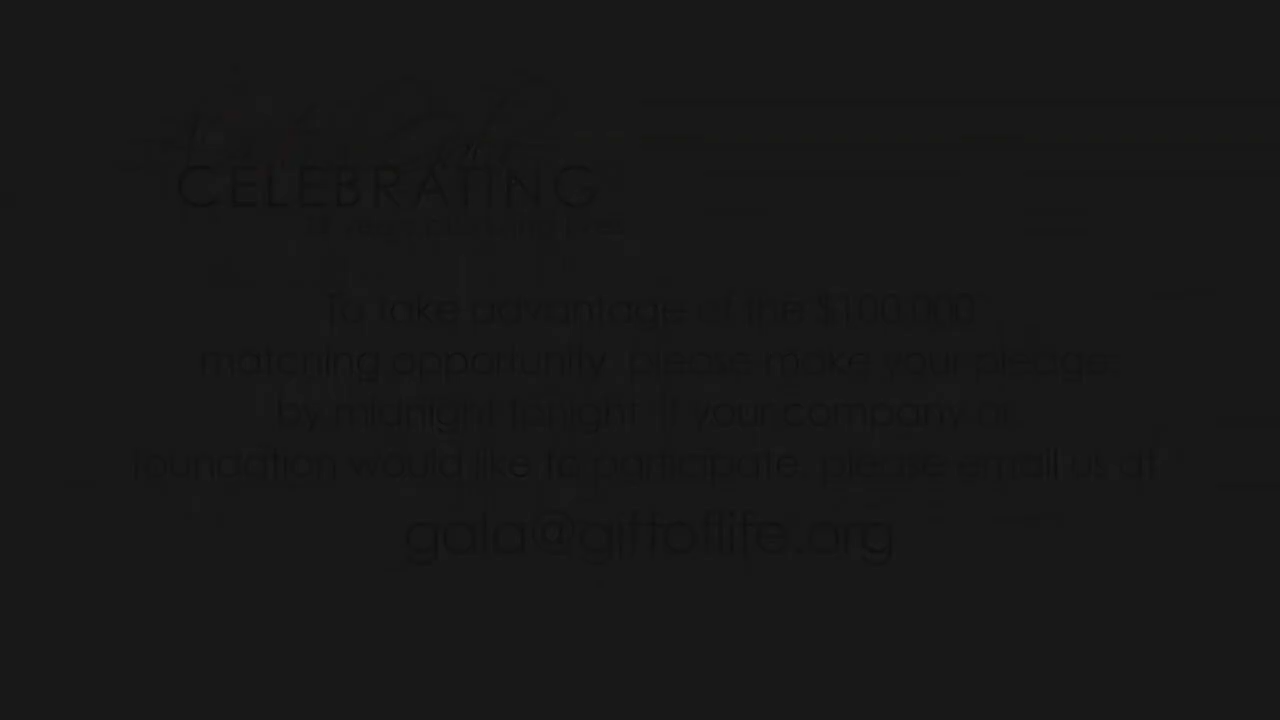 CELEBRATING
To take advantage of the $100,000
matching opportunity, please make your pledge
by midnight tonight. If your company or
foundation would like to participate, please email us at
gala@giftoflife.org